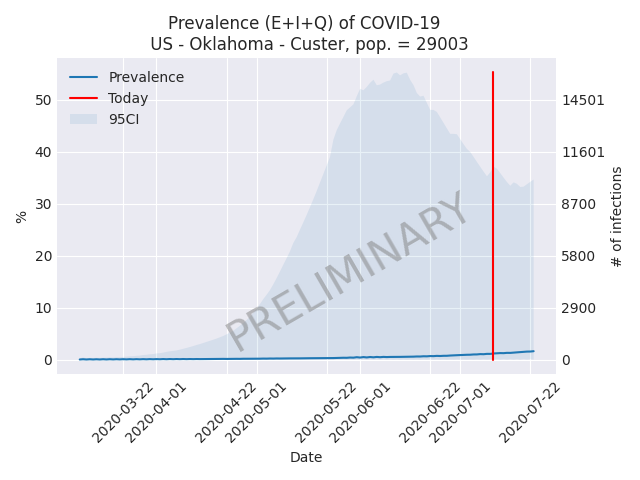 Prevalence (E+I+Q) of COVID-19
US - Oklahoma - Custer, pop. = 29003
Prevalence
Today
95CI
50
40
30
20
10
0
%
14501
11601
8700
5800
2900
0
# of infections
PRELIMINARY
2020-03-22
2020-04-01
2020-04-22
2020-05-01
2020-05-22
2020-06-01
2020-06-22
2020-07-01
2020-07-22
Date